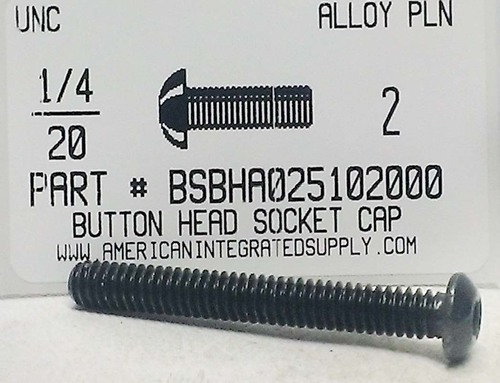 UNC ALLOY PLN
1/4
20
2
PART # BSBHA025102000
BUTTON HEAD SOCKET CAP
WWW.AMERICANINTEGRATEDSUPPLY.COM